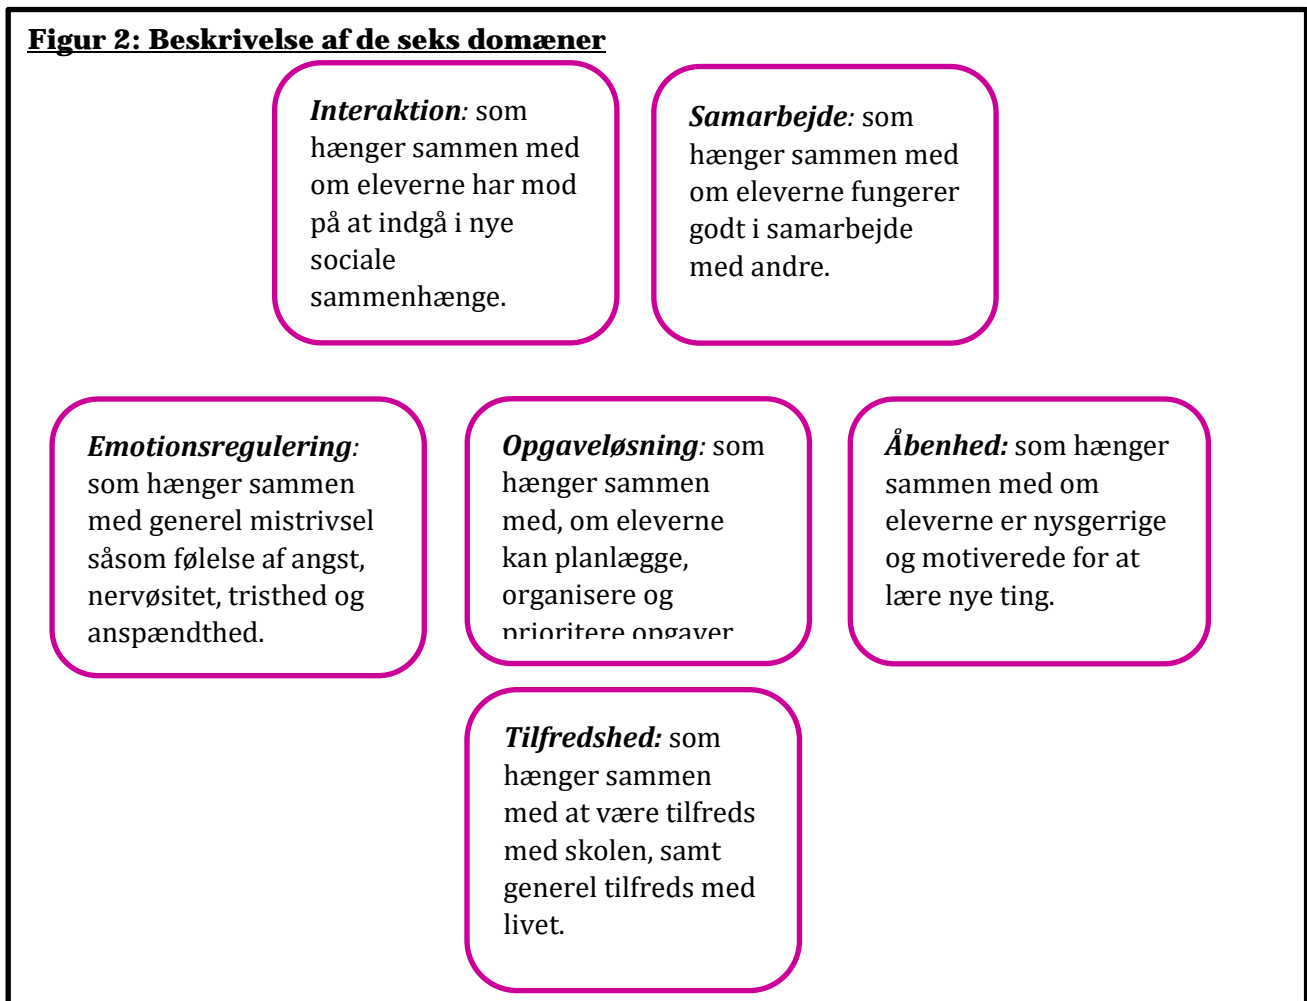 Figur 2: Beskrivelse af de seks domæner
Interaktion: som
hænger sammen med
om eleverne har mod
på at indgå i nye
sociale
sammenhænge.
Samarbejde: som
hænger sammen med
om eleverne fungerer
godt i samarbejde
med andre.
Emotionsregulering:
som hænger sammen
med generel mistrivsel
såsom følelse af angst,
nervøsitet, tristhed og
anspændthed.
Opgaveløsning: som
hænger sammen
med, om eleverne
kan planlægge,
organisere og
prioritere opgaver
Åbenhed: som hænger
sammen med om
eleverne er nysgerrige
og motiverede for at
lære nye ting.
Tilfredshed: som
hænger sammen
med at være tilfreds
med skolen, samt
generel tilfreds med
livet.